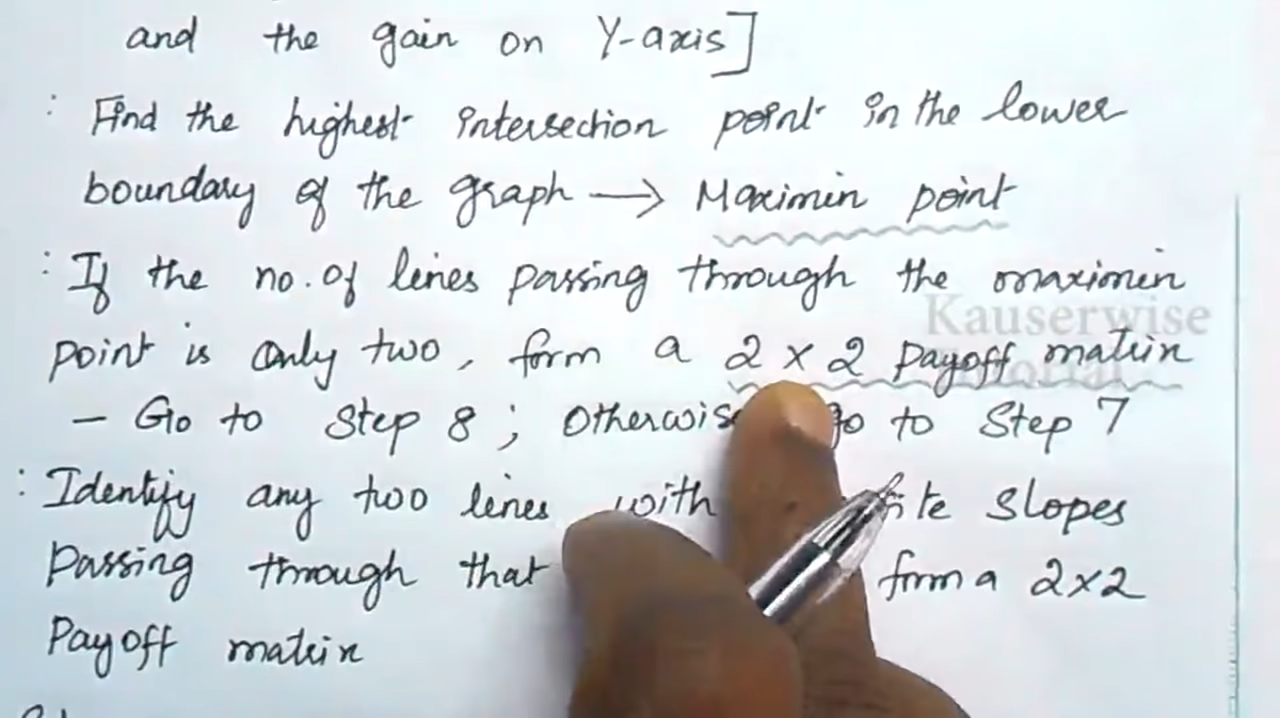 and the gain on Y-axis]
: Find the highest intersection point in the lower
boundary of the graph → Maximin point
: If the no. of lines passing through the maximin
Kauserwise
point is only two, form a 2 x 2 Payoff matrix
- Go to Step 8 ; Otherwise go to Step 7
: Identify any two lines with slopes
Passing through that form a 2x2
Payoff matrix